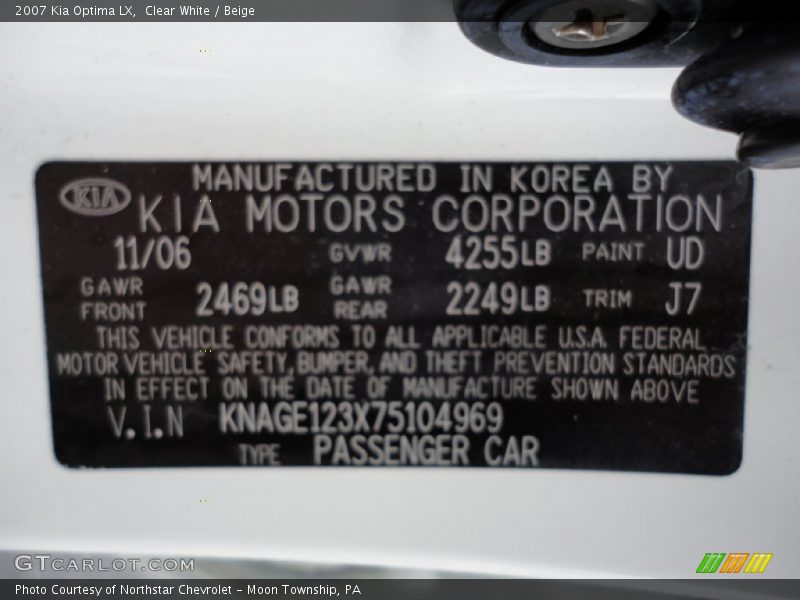 2007 Kia Optima LX, Clear White / Beige
MANUFACTURED IN KOREA BY
KIA KIA MOTORS CORPORATION
11/06 GVWR 4255LB PAINT UD
GAWR FRONT 2469LB GAWR REAR 2249LB TRIM J7
THIS VEHICLE CONFORMS TO ALL APPLICABLE U.S.A. FEDERAL
MOTOR VEHICLE SAFETY, BUMPER, AND THEFT PREVENTION STANDARDS
IN EFFECT ON THE DATE OF MANUFACTURE SHOWN ABOVE
V.I.N KNAGE123X75104969
TYPE PASSENGER CAR
GTCARLOT.COM
Photo Courtesy of Northstar Chevrolet - Moon Township, PA